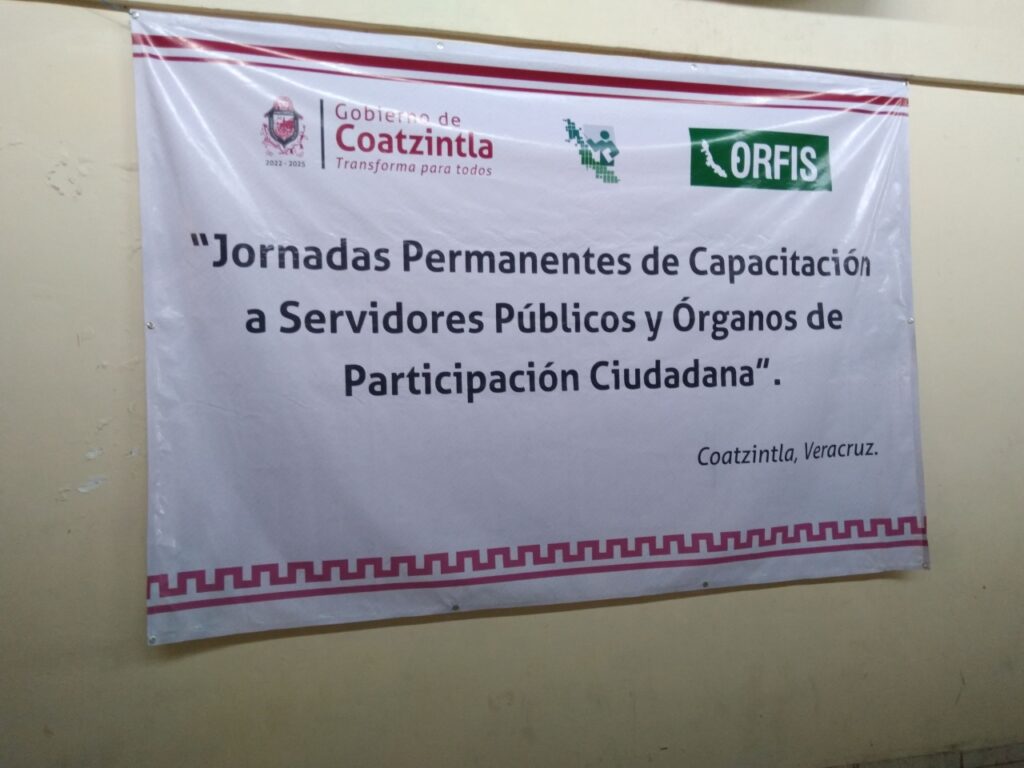 Gobierno de
Coatzintla
Transforma para todos
2022 - 2025
ORFIS
"Jornadas Permanentes de Capacitación
a Servidores Públicos y Órganos de
Participación Ciudadana".
Coatzintla, Veracruz.